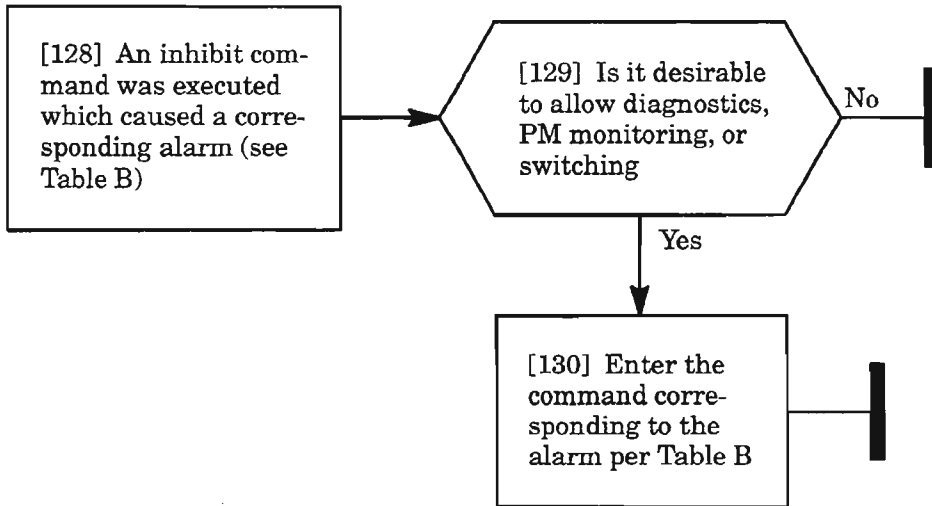 [128] An inhibit com-
mand was executed
which caused a corre-
sponding alarm (see
Table B)
[129] Is it desirable
to allow diagnostics,
PM monitoring, or
switching
No
Yes
[130] Enter the
command corre-
sponding to the
alarm per Table B